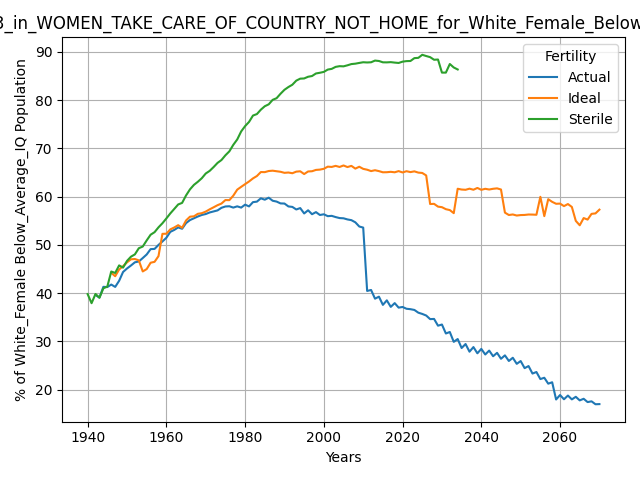 3_in_WOMEN_TAKE_CARE_OF_COUNTRY_NOT_HOME_for_White_Female_Below
% of White_Female Below_Average_IQ Population
90
80
70
60
50
40
30
20
1940 1960 1980 2000 2020 2040 2060
Years
Fertility
Actual
Ideal
Sterile